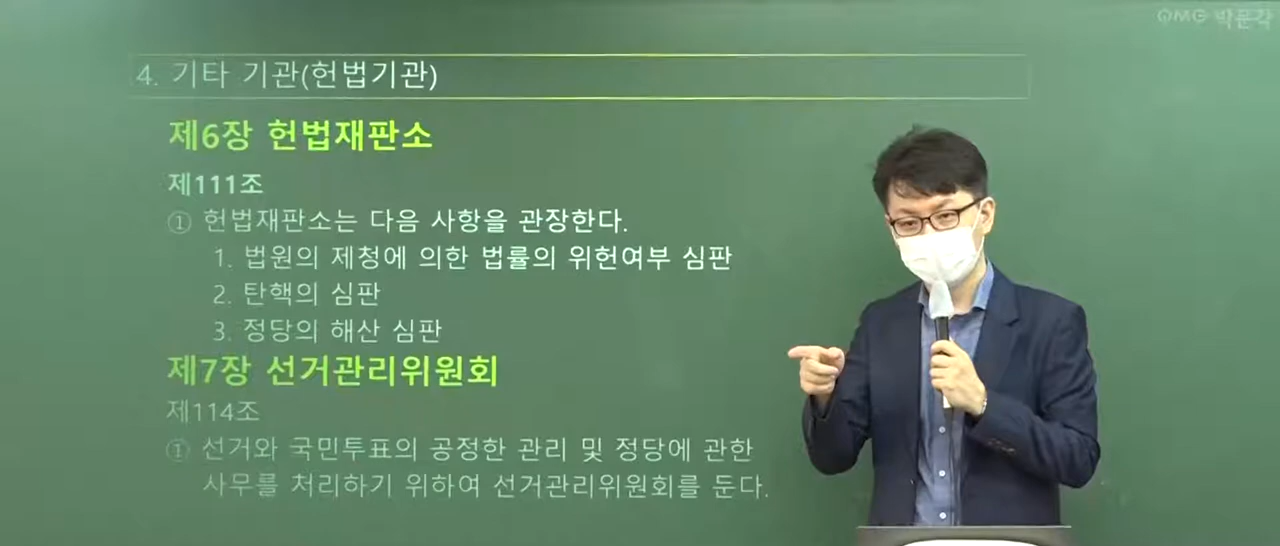 PMG 박문각
4. 기타 기관(헌법기관)
제6장 헌법재판소
제111조
① 헌법재판소는 다음 사항을 관장한다.
1. 법원의 제청에 의한 법률의 위헌여부 심판
2. 탄핵의 심판
3. 정당의 해산 심판
제7장 선거관리위원회
제114조
① 선거와 국민투표의 공정한 관리 및 정당에 관한
사무를 처리하기 위하여 선거관리위원회를 둔다.